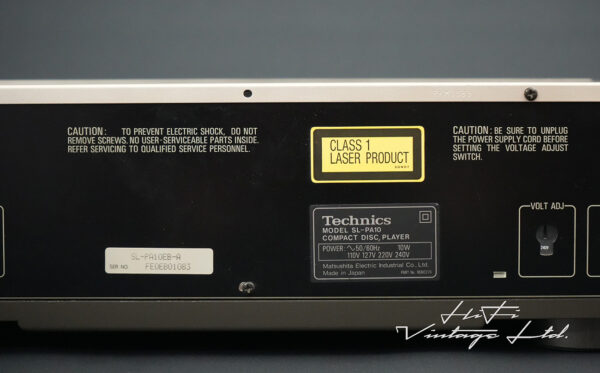 CAUTION: TO PREVENT ELECTRIC SHOCK, DO NOT
REMOVE SCREWS. NO USER-SERVICEABLE PARTS INSIDE.
REFER SERVICING TO QUALIFIED SERVICE PERSONNEL.
CLASS 1
LASER PRODUCT
CAUTION: BE SURE TO UNPLUG
THE POWER SUPPLY CORD BEFORE
SETTING THE VOLTAGE ADJUST
SWITCH.
Technics
MODEL SL-PA10
COMPACT DISC PLAYER
POWER: ∿50/60Hz 10W
110V 127V 220V 240V
Matsushita Electric Industrial Co., Ltd.
Made in Japan
VOLT ADJ
SL-PA10EB-A
SER NO. FE0EB01083
HiFi
Vintage Ltd.